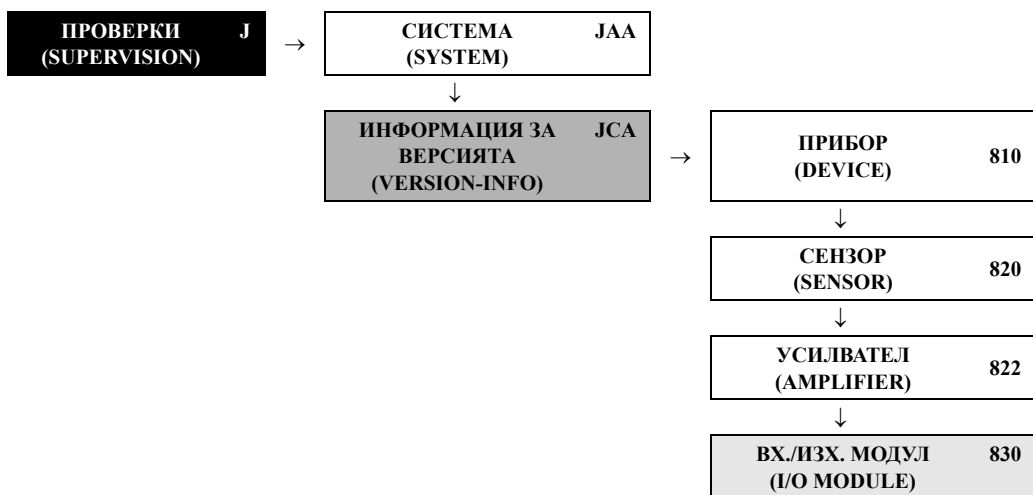 ПРОВЕРКИ J
(SUPERVISION)
→
СИСТЕМА JAA
(SYSTEM)
↓
ИНФОРМАЦИЯ ЗА JCA
ВЕРСИЯТА
(VERSION-INFO)
→
ПРИБОР
(DEVICE) 810
↓
СЕНЗОР
(SENSOR) 820
↓
УСИЛВАТЕЛ
(AMPLIFIER) 822
↓
ВХ./ИЗХ. МОДУЛ 830
(I/O MODULE)